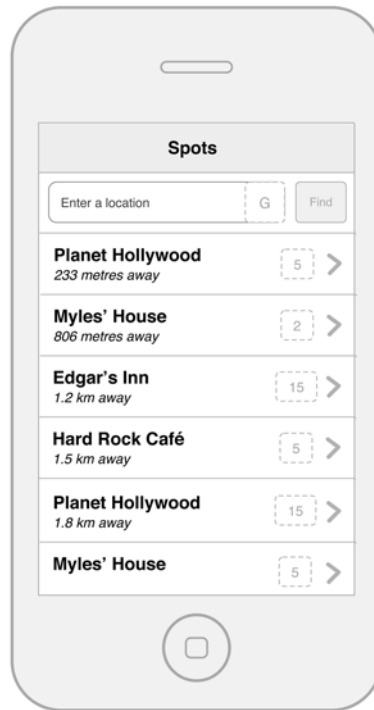 Spots
Enter a location G Find
Planet Hollywood
233 metres away
5
Myles’ House
806 metres away
2
Edgar’s Inn
1.2 km away
15
Hard Rock Café
1.5 km away
5
Planet Hollywood
1.8 km away
15
Myles’ House
5